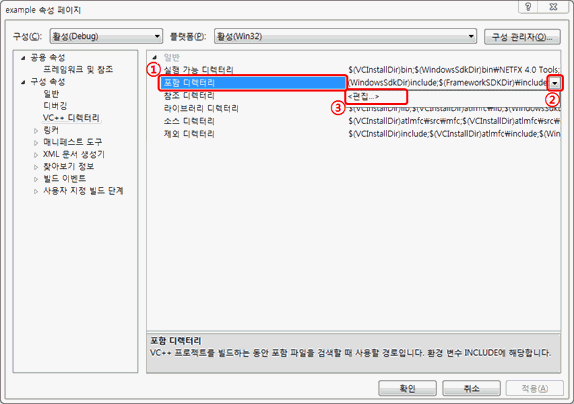 example 속성 페이지
구성(C): 활성(Debug) 플랫폼(P): 활성(Win32) 구성 관리자(O)...
공용 속성
프레임워크 및 참조
구성 속성
일반
디버깅
VC++ 디렉터리
링커
매니페스트 도구
XML 문서 생성기
찾아보기 정보
빌드 이벤트
사용자 지정 빌드 단계
일반
① 실행 가능 디렉터리 $(VCInstallDir)bin;$(WindowsSdkDir)bin\NETFX 4.0 Tools;
포함 디렉터리 (WindowsSdkDir)include;$(FrameworkSDKDir)include
참조 디렉터리 <편집...> ②
③
라이브러리 디렉터리
소스 디렉터리 $(VCInstallDir)atlmfc₩src₩mfc;$(VCInstallDir)atlmfc₩src₩
제외 디렉터리 $(VCInstallDir)include;$(VCInstallDir)atlmfc₩include;$(Win
포함 디렉터리
VC++ 프로젝트를 빌드하는 동안 포함 파일을 검색할 때 사용할 경로입니다. 환경 변수 INCLUDE에 해당합니다.
확인 취소 적용(A)